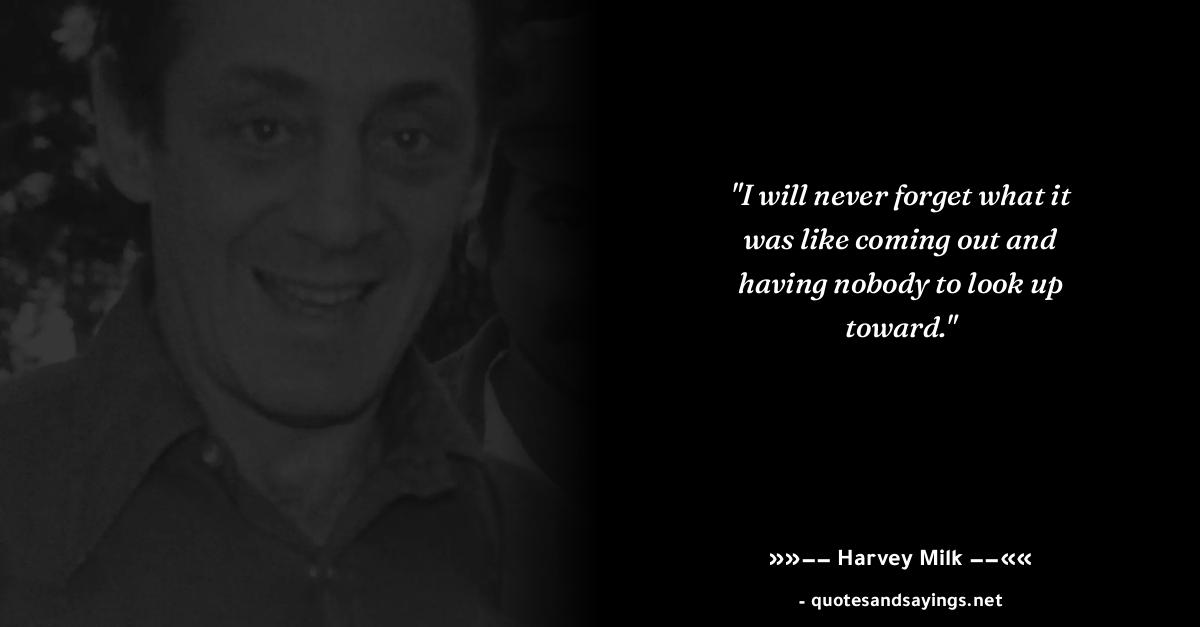 "I will never forget what it
was like coming out and
having nobody to look up
toward."
»»–– Harvey Milk ––««
- quotesandsayings.net